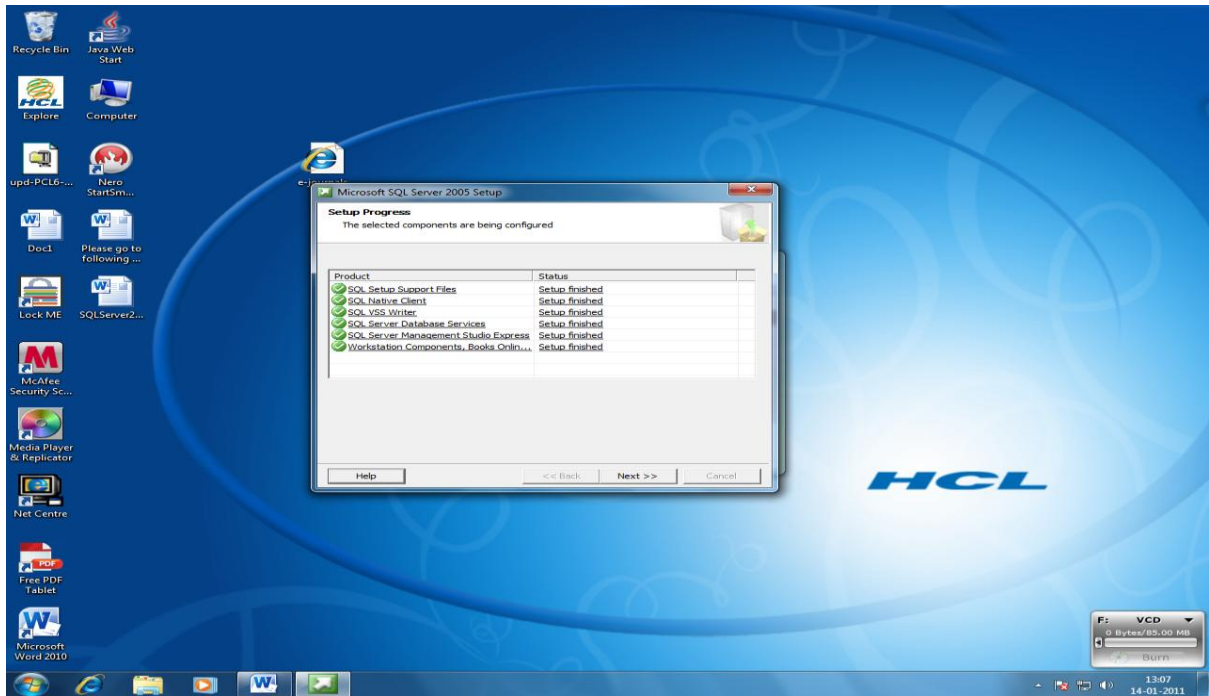 Recycle Bin
Java Web
Start
HCL
Explore
Computer
upd-PCL6-...
Nero
StartSm...
Doc1
Please go to
following ...
Lock ME
SQLServer2...
McAfee
Security Sc...
Media Player
& Replicator
Net Centre
PDF
Free PDF
Tablet
Microsoft
Word 2010
Microsoft SQL Server 2005 Setup
Setup Progress
The selected components are being configured
Product Status
SQL Setup Support Files Setup finished
SQL Native Client Setup finished
SQL VSS Writer Setup finished
SQL Server Database Services Setup finished
SQL Server Management Studio Express Setup finished
Workstation Components, Books Onlin... Setup finished
Help << Back Next >> Cancel
HCL
F: VCD
0 Bytes/85.00 MB
Burn
13:07
14-01-2011